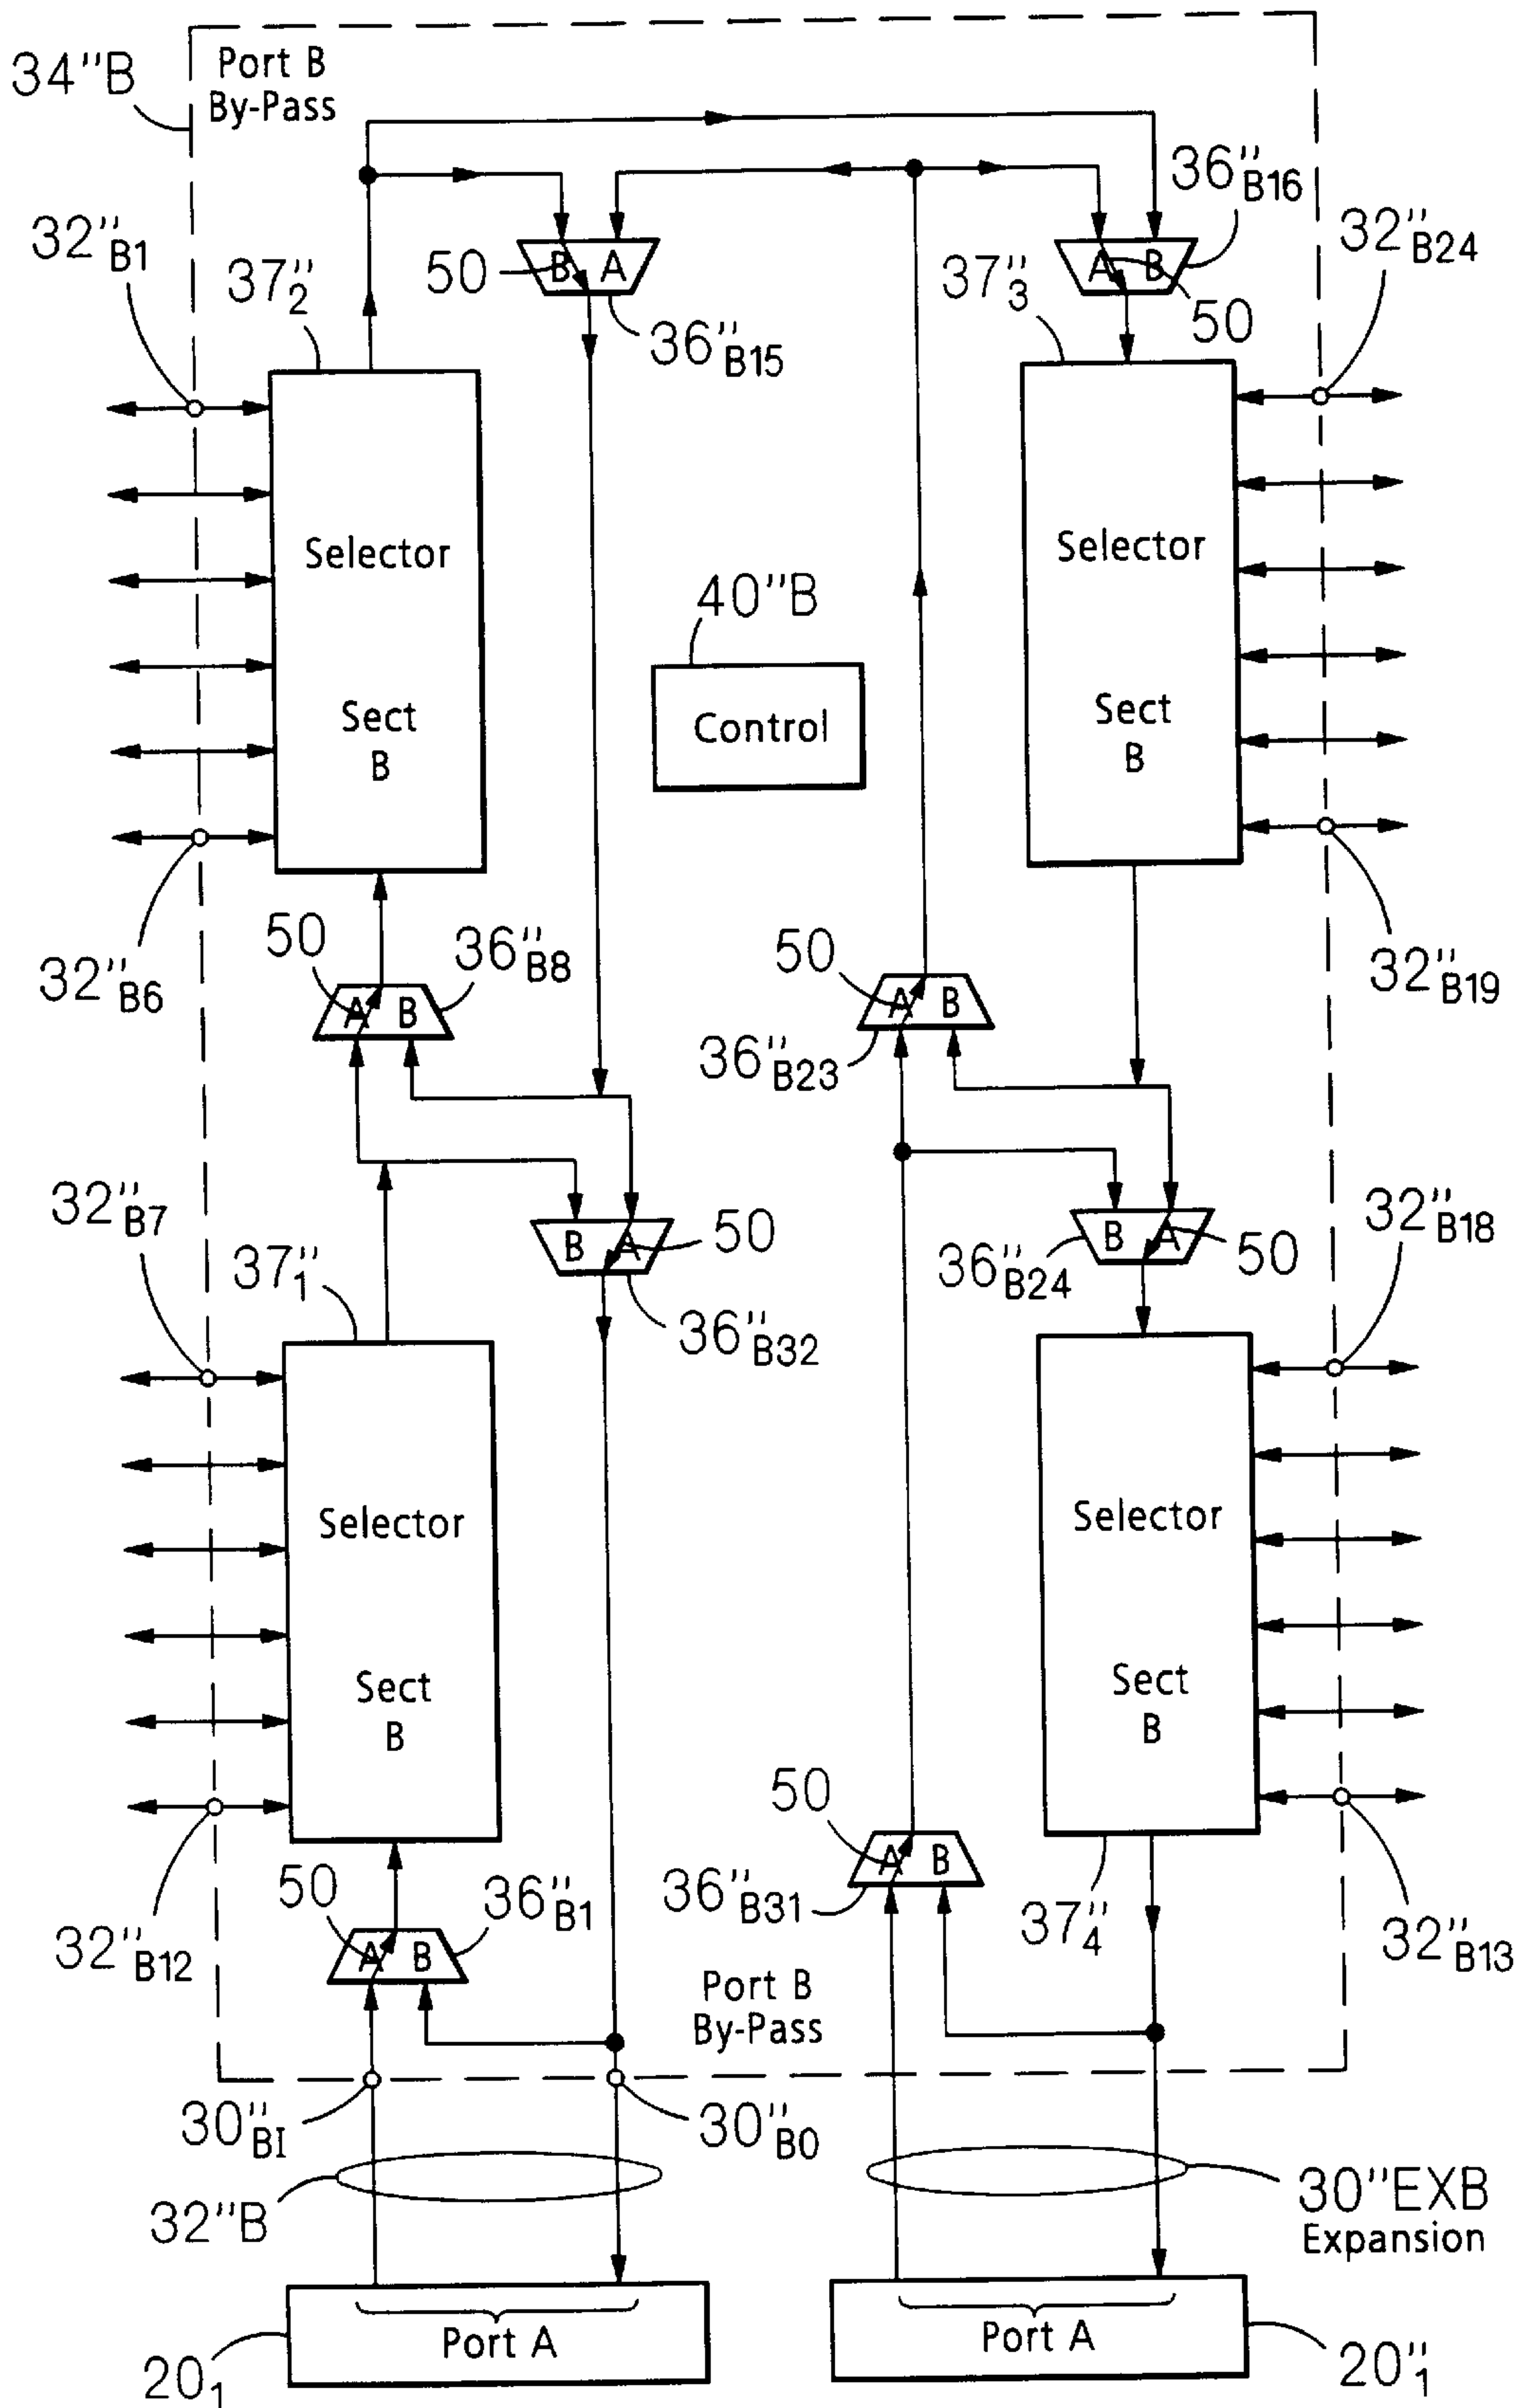 34"B
Port B
By-Pass
36"B16
32"B1
32"B24
37"2
50
B A
A B
37"3
50
36"B15
Selector
Selector
40"B
Sect
B
Control
Sect
B
50
36"B8
50
32"B6
32"B19
A B
A B
36"B23
32"B7
32"B18
B A
50
B A
50
37"1
36"B24
36"B32
Selector
Selector
Sect
B
Sect
B
50
50
36"B1
A B
36"B31
37"4
32"B12
32"B13
A B
Port B
By-Pass
30"BI
30"B0
32"B
30"EXB
Expansion
Port A
Port A
201
20"1